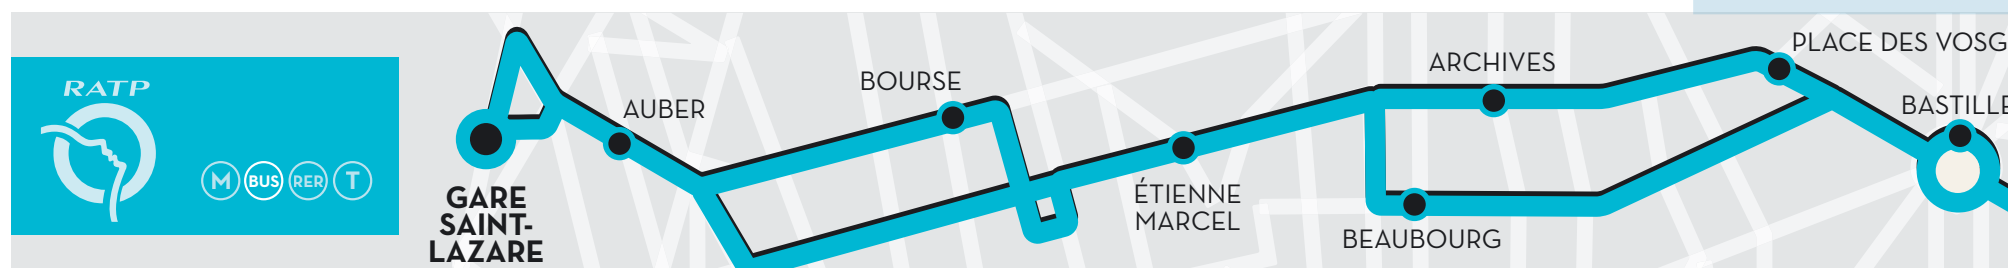 RATP
M BUS RER T
GARE
SAINT-
LAZARE
AUBER
BOURSE
ÉTIENNE
MARCEL
ARCHIVES
BEAUBOURG
PLACE DES VOSG
BASTILLE